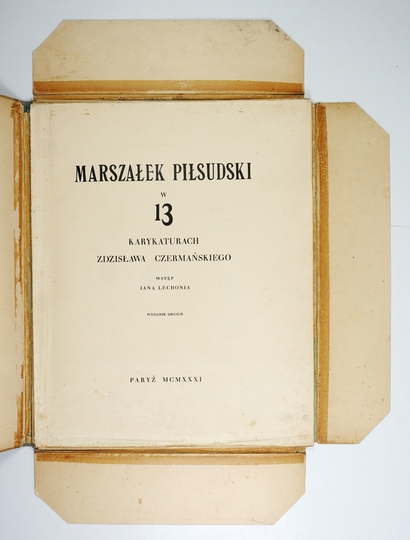 MARSZAŁEK PIŁSUDSKI
W
13
KARYKATURACH
ZDZISŁAWA CZERMAŃSKIEGO
WSTĘP
JANA LECHONIA
WYDANIE DRUGIE
PARYŻ MCMXXXI